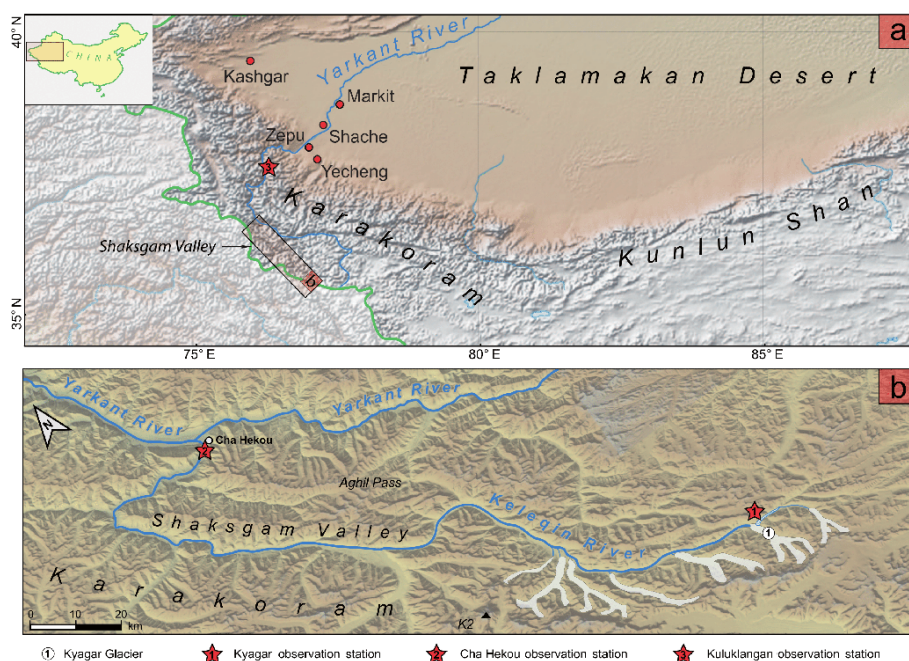 40° N
a
CHINA
Yarkant River
Kashgar
Taklamakan Desert
Markit
Zepu
Shache
3
Yecheng
Karakoram
Kunlun Shan
Shaksgam Valley
b
35° N
75° E
80° E
85° E
b
Yarkant River
Yarkant River
N
Cha Hekou
2
Aghil Pass
Keleqin River
1
Shaksgam Valley
1
Karakoram
0 10 20
km
K2
1 Kyagar Glacier
1 Kyagar observation station
2 Cha Hekou observation station
3 Kuluklangan observation station